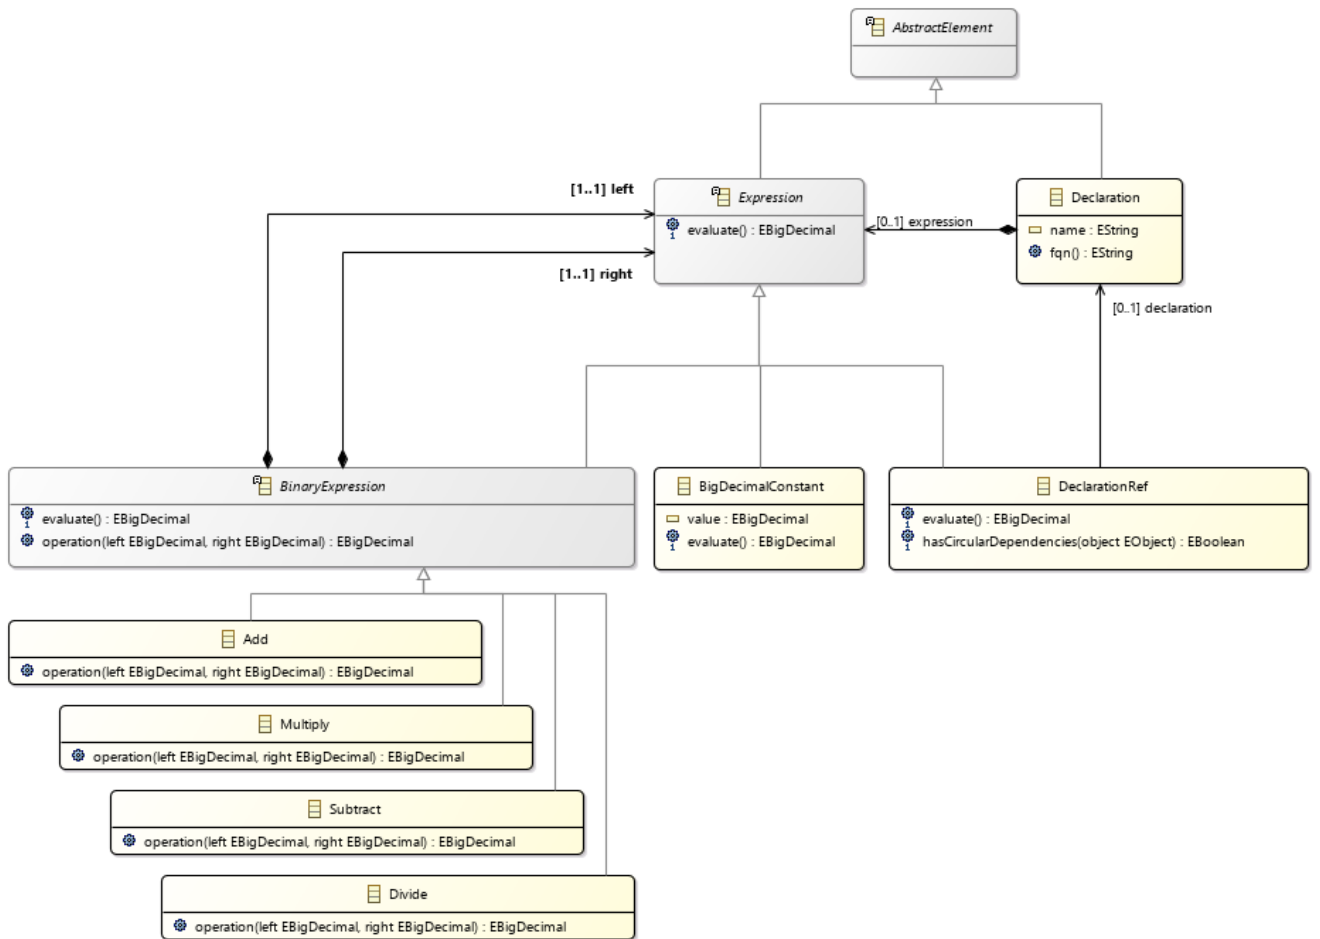 AbstractElement
[1..1] left
Expression
evaluate() : EBigDecimal
[1..1] right
[0..1] expression
Declaration
name : EString
fqn() : EString
[0..1] declaration
BinaryExpression
evaluate() : EBigDecimal
operation(left EBigDecimal, right EBigDecimal) : EBigDecimal
BigDecimalConstant
value : EBigDecimal
evaluate() : EBigDecimal
DeclarationRef
evaluate() : EBigDecimal
hasCircularDependencies(object EObject) : EBoolean
Add
operation(left EBigDecimal, right EBigDecimal) : EBigDecimal
Multiply
operation(left EBigDecimal, right EBigDecimal) : EBigDecimal
Subtract
operation(left EBigDecimal, right EBigDecimal) : EBigDecimal
Divide
operation(left EBigDecimal, right EBigDecimal) : EBigDecimal